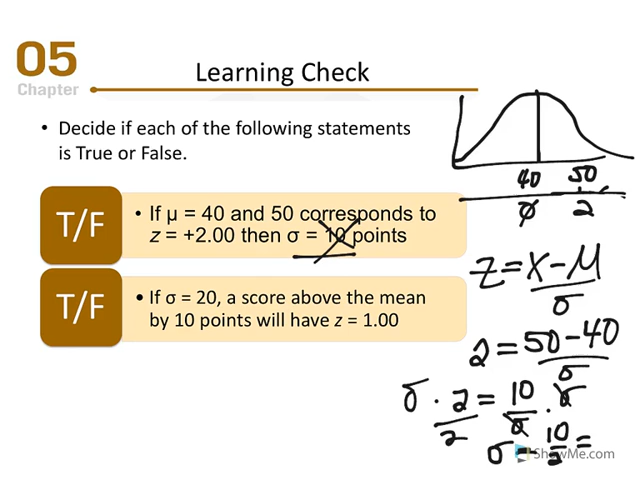 05
Chapter
Learning Check
• Decide if each of the following statements
is True or False.
T/F
• If μ = 40 and 50 corresponds to
z = +2.00 then σ = 10 points
T/F
• If σ = 20, a score above the mean
by 10 points will have z = 1.00
40 50
0 2
z = X − μ
σ
2 = 50 − 40
σ
σ · 2 = 10 · σ
2 σ
σ = 10 =
2
ShowMe.com